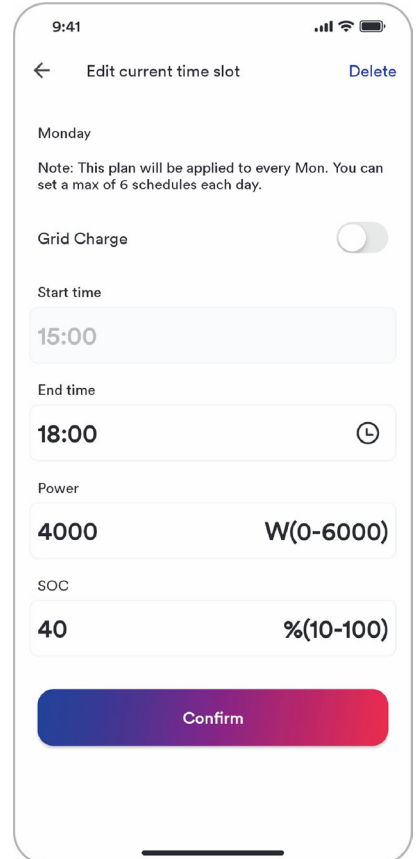 9:41
Edit current time slot
Delete
Monday
Note: This plan will be applied to every Mon. You can
set a max of 6 schedules each day.
Grid Charge
Start time
15:00
End time
18:00
Power
4000 W(0-6000)
SOC
40 %(10-100)
Confirm